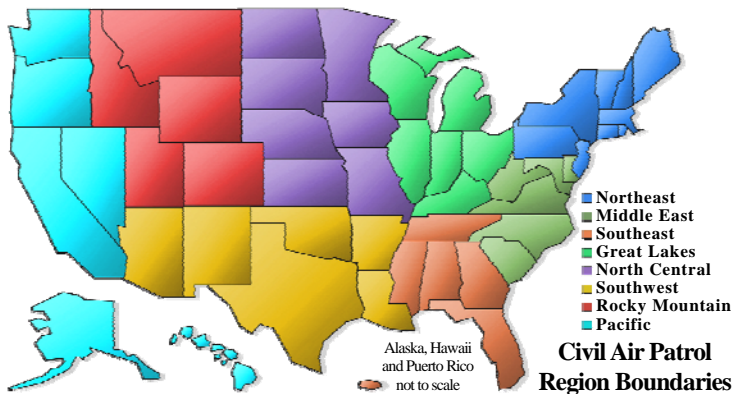 Northeast
Middle East
Southeast
Great Lakes
North Central
Southwest
Rocky Mountain
Pacific
Alaska, Hawaii
and Puerto Rico
not to scale
Civil Air Patrol
Region Boundaries